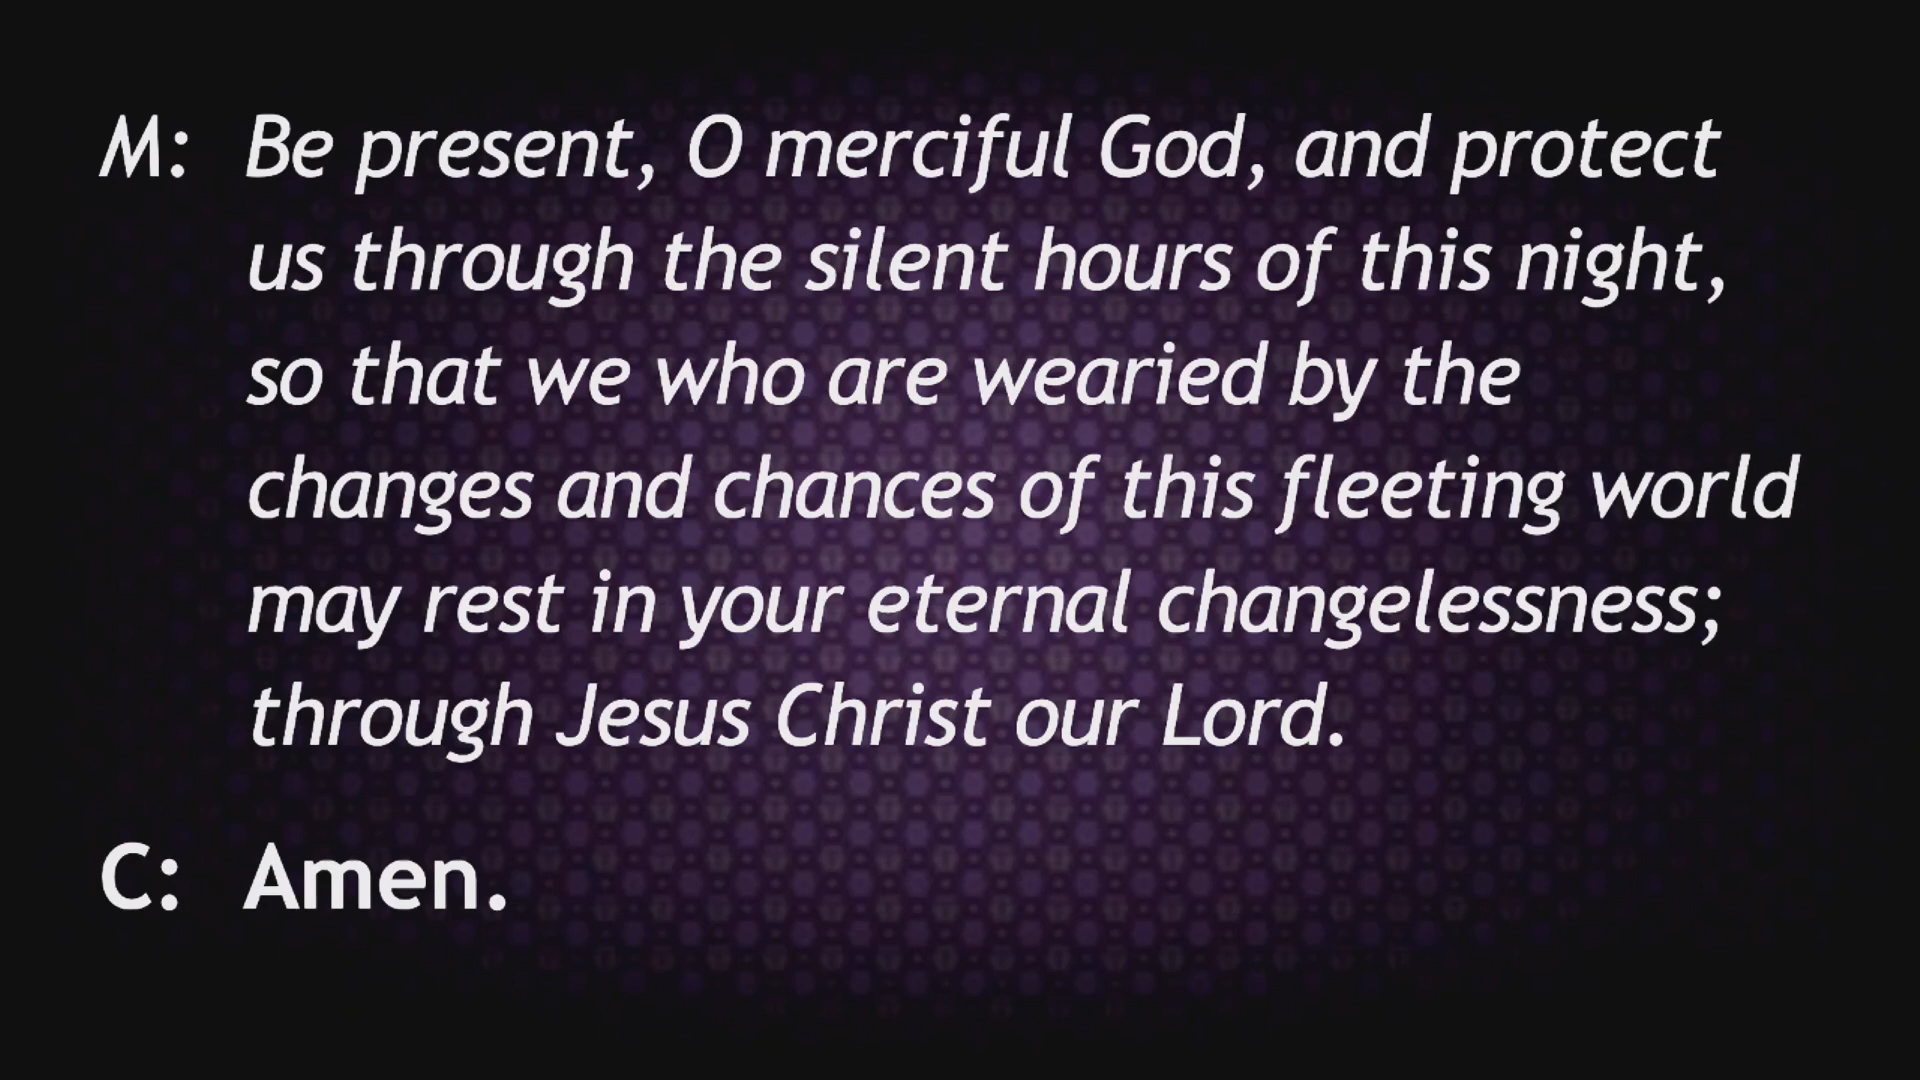 M: Be present, O merciful God, and protect
us through the silent hours of this night,
so that we who are wearied by the
changes and chances of this fleeting world
may rest in your eternal changelessness;
through Jesus Christ our Lord.
C: Amen.